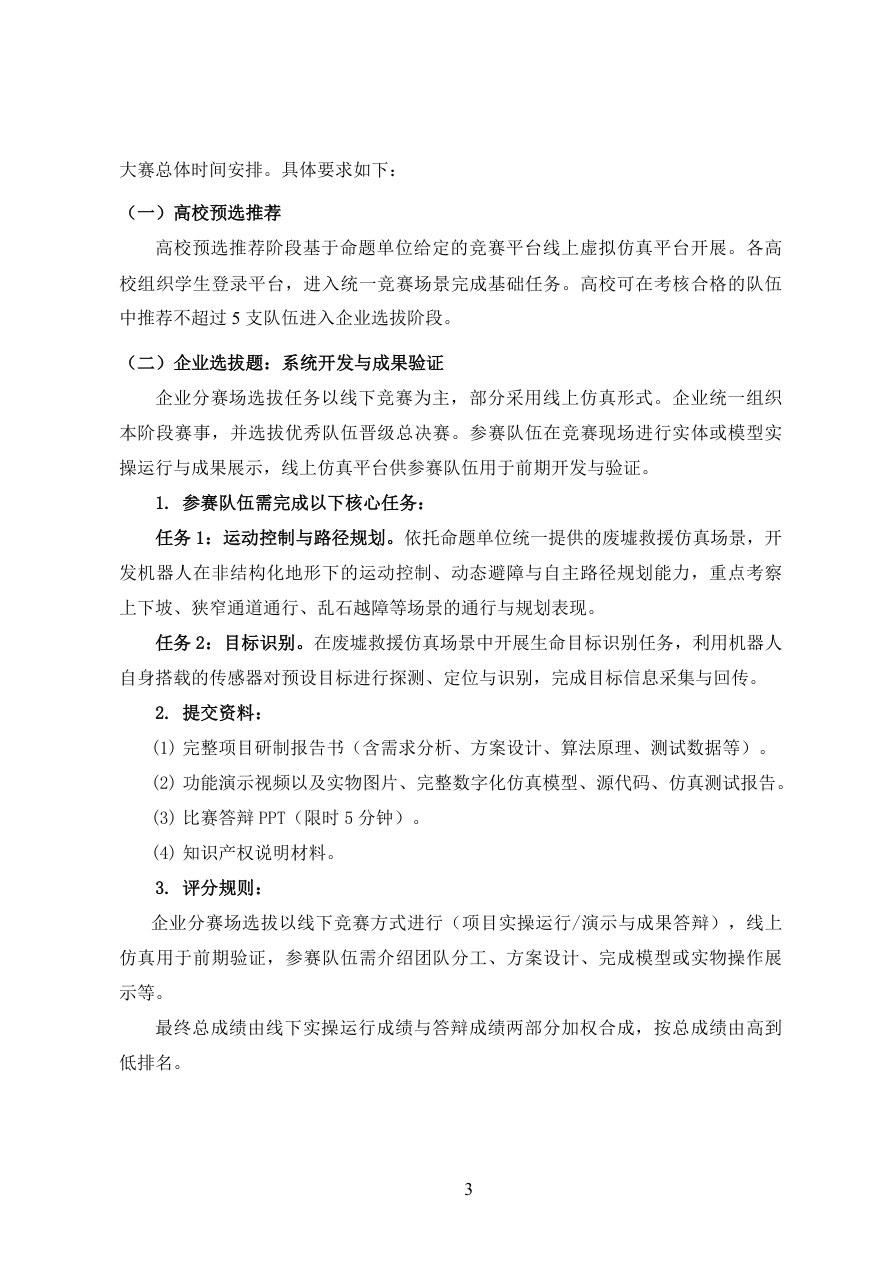 大赛总体时间安排。具体要求如下：
（一）高校预选推荐
高校预选推荐阶段基于命题单位给定的竞赛平台线上虚拟仿真平台开展。各高
校组织学生登录平台，进入统一竞赛场景完成基础任务。高校可在考核合格的队伍
中推荐不超过 5 支队伍进入企业选拔阶段。
（二）企业选拔题：系统开发与成果验证
企业分赛场选拔任务以线下竞赛为主，部分采用线上仿真形式。企业统一组织
本阶段赛事，并选拔优秀队伍晋级总决赛。参赛队伍在竞赛现场进行实体或模型实
操运行与成果展示，线上仿真平台供参赛队伍用于前期开发与验证。
1. 参赛队伍需完成以下核心任务：
任务 1：运动控制与路径规划。依托命题单位统一提供的废墟救援仿真场景，开
发机器人在非结构化地形下的运动控制、动态避障与自主路径规划能力，重点考察
上下坡、狭窄通道通行、乱石越障等场景的通行与规划表现。
任务 2：目标识别。在废墟救援仿真场景中开展生命目标识别任务，利用机器人
自身搭载的传感器对预设目标进行探测、定位与识别，完成目标信息采集与回传。
2. 提交资料：
(1) 完整项目研制报告书（含需求分析、方案设计、算法原理、测试数据等）。
(2) 功能演示视频以及实物图片、完整数字化仿真模型、源代码、仿真测试报告。
(3) 比赛答辩 PPT（限时 5 分钟）。
(4) 知识产权说明材料。
3. 评分规则：
企业分赛场选拔以线下竞赛方式进行（项目实操运行/演示与成果答辩），线上
仿真用于前期验证，参赛队伍需介绍团队分工、方案设计、完成模型或实物操作展
示等。
最终总成绩由线下实操运行成绩与答辩成绩两部分加权合成，按总成绩由高到
低排名。
3